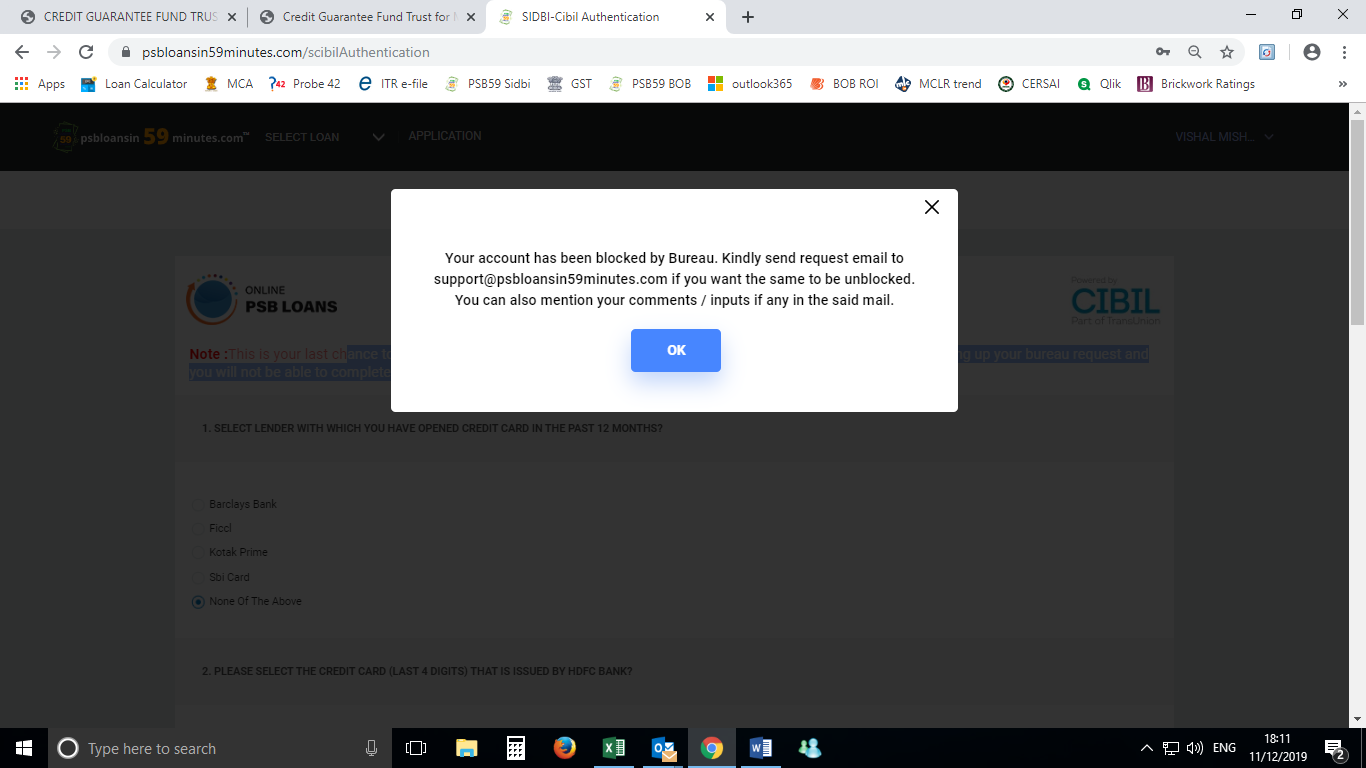 CREDIT GUARANTEE FUND TRUS
Credit Guarantee Fund Trust for
SIDBI-Cibil Authentication
psbloansin59minutes.com/scibilAuthentication
Apps
Loan Calculator
MCA
Probe 42
ITR e-file
PSB59 Sidbi
GST
PSB59 BOB
outlook365
BOB ROI
MCLR trend
CERSAI
Qlik
Brickwork Ratings
psbloansin 59 minutes.com™
SELECT LOAN
APPLICATION
VISHAL MISH...
Your account has been blocked by Bureau. Kindly send request email to
support@psbloansin59minutes.com if you want the same to be unblocked.
You can also mention your comments / inputs if any in the said mail.
OK
ONLINE
PSB LOANS
Powered by
CIBIL
Part of TransUnion
Note :This is your last chance to
ng up your bureau request and
you will not be able to complete
1. SELECT LENDER WITH WHICH YOU HAVE OPENED CREDIT CARD IN THE PAST 12 MONTHS?
Barclays Bank
Ficcl
Kotak Prime
Sbi Card
None Of The Above
2. PLEASE SELECT THE CREDIT CARD (LAST 4 DIGITS) THAT IS ISSUED BY HDFC BANK?
Type here to search
ENG
18:11
11/12/2019
2